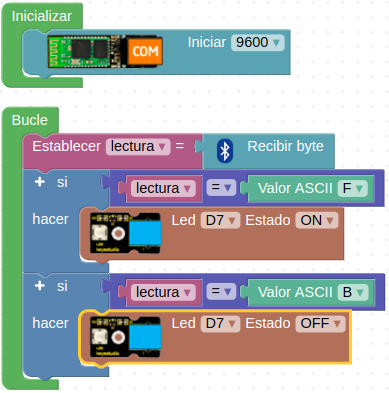 Inicializar
COM Iniciar 9600
Bucle
Establecer lectura = Recibir byte
+ si lectura = Valor ASCII F
hacer Led D7 Estado ON
+ si lectura = Valor ASCII B
hacer Led D7 Estado OFF